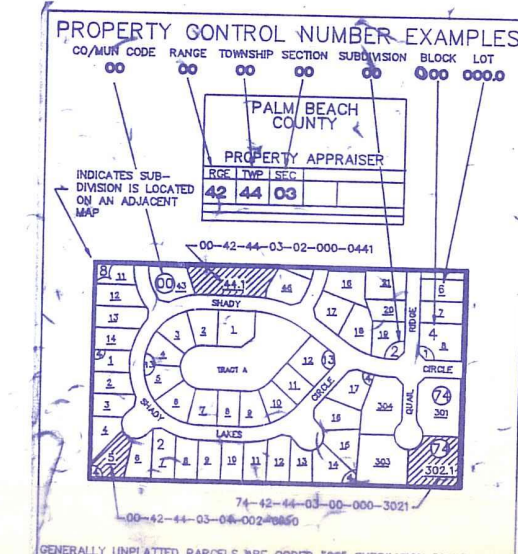 PROPERTY CONTROL NUMBER EXAMPLES
CO/MUN CODE RANGE TOWNSHIP SECTION SUBDIVISION BLOCK LOT
00 00 00 00 00 000 000.0
PALM BEACH
COUNTY
PROPERTY APPRAISER
RGE TWP SEC
42 44 03
INDICATES SUB-
DIVISION IS LOCATED
ON AN ADJACENT
MAP
00-42-44-03-02-000-0441
8 11 00 43 44.1 46 16 21 6
12 SHADY 17 20 RIDGE 7
13 3 2 1 18 19 4
14 4 2 1 8
1 13 5 TRACT A 12 13 CIRCLE
2 11 17 74
3 6 7 8 9 10 CIRCLE 304 QUAIL 301
SHADY 16
4 LAKES 15 74
5 6 2 7 8 9 10 11 12 13 14 303 302.1
74-42-44-03-00-000-3021
00-42-44-03-04-002-0050
GENERALLY UNPLATTED PARCELS ARE CODED